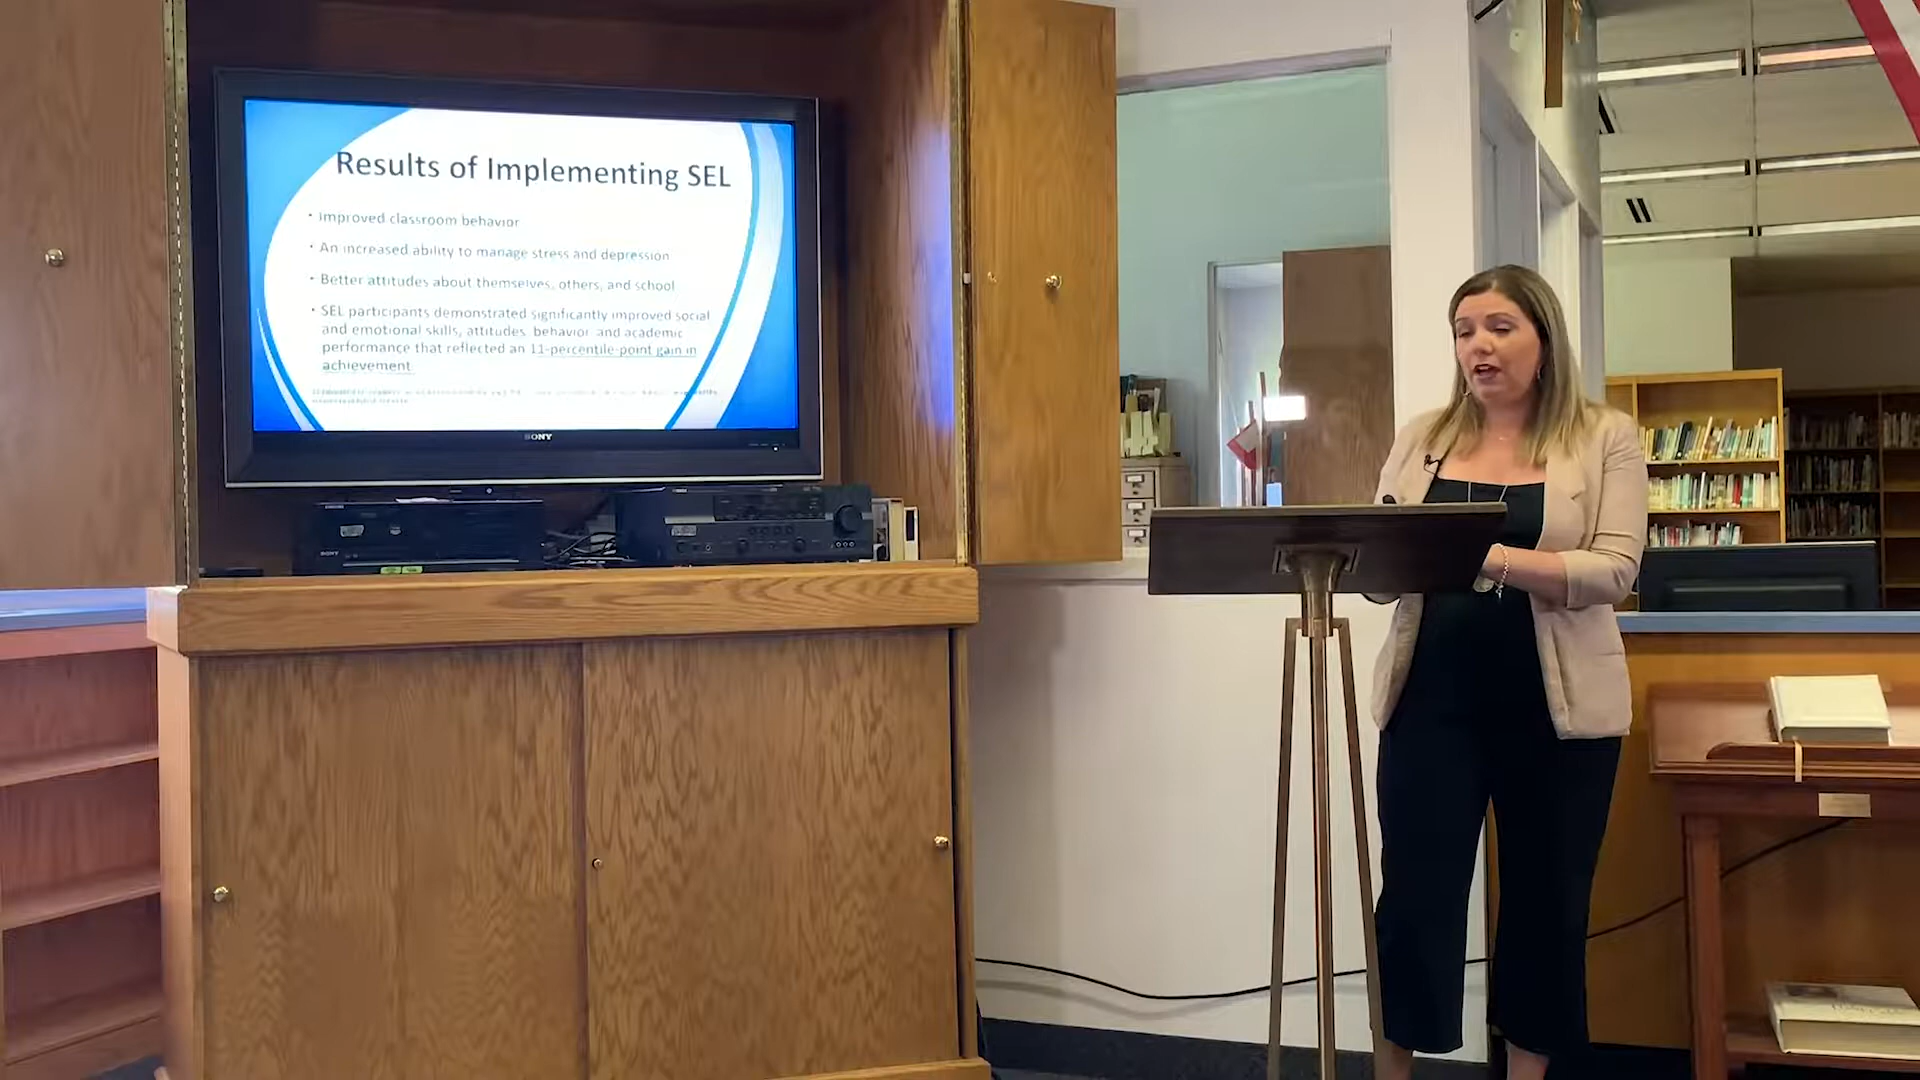 Results of Implementing SEL
• Improved classroom behavior
• An increased ability to manage stress and depression
• Better attitudes about themselves, others, and school
• SEL participants demonstrated significantly improved social
and emotional skills, attitudes, behavior, and academic
performance that reflected an 11-percentile-point gain in
achievement
SONY
SONY